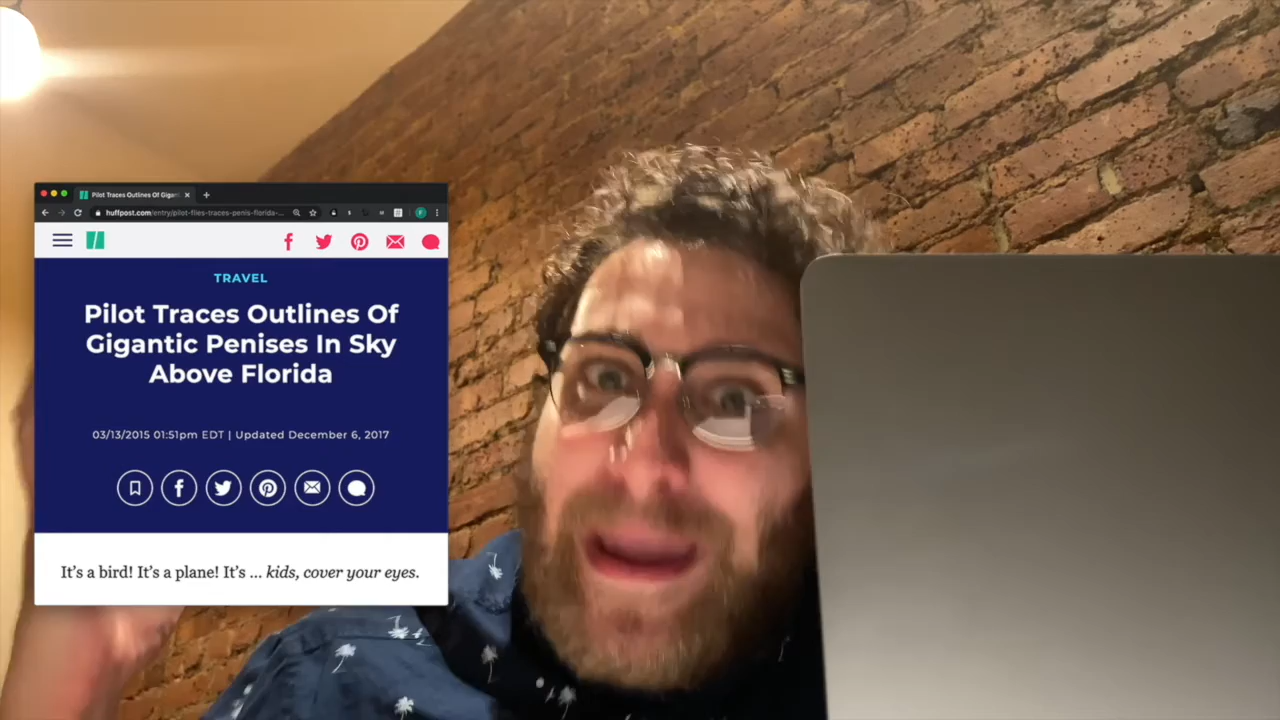 Pilot Traces Outlines Of Gigan
huffpost.com/entry/pilot-flies-traces-penis-florida-...
TRAVEL
Pilot Traces Outlines Of
Gigantic Penises In Sky
Above Florida
03/13/2015 01:51pm EDT | Updated December 6, 2017
It's a bird! It's a plane! It's ... kids, cover your eyes.